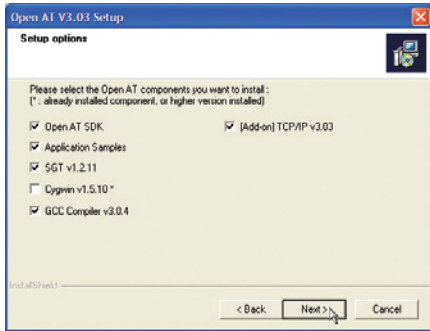 Open AT V3.03 Setup
Setup options
Please select the Open AT components you want to install :
(* : already installed component, or higher version installed)
Open AT SDK
[Add-on] TCP/IP v3.03
Application Samples
SGT v1.2.11
Cygwin v1.5.10 *
GCC Compiler v3.0.4
InstallShield
< Back
Next >
Cancel